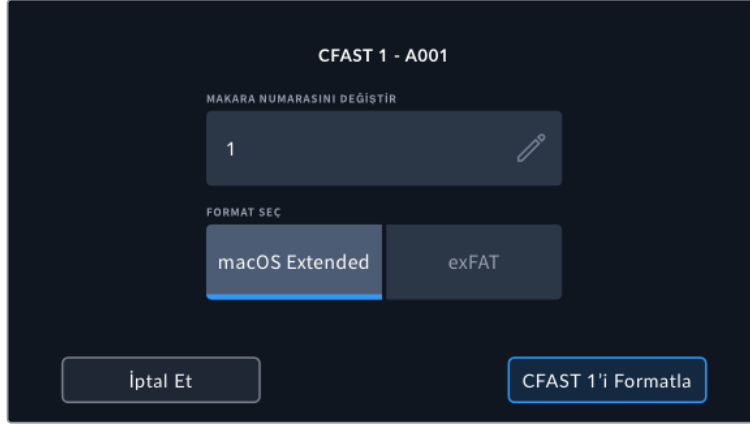 CFAST 1 - A001
MAKARA NUMARASINI DEĞİŞTİR
1
FORMAT SEÇ
macOS Extended exFAT
İptal Et CFAST 1'i Formatla